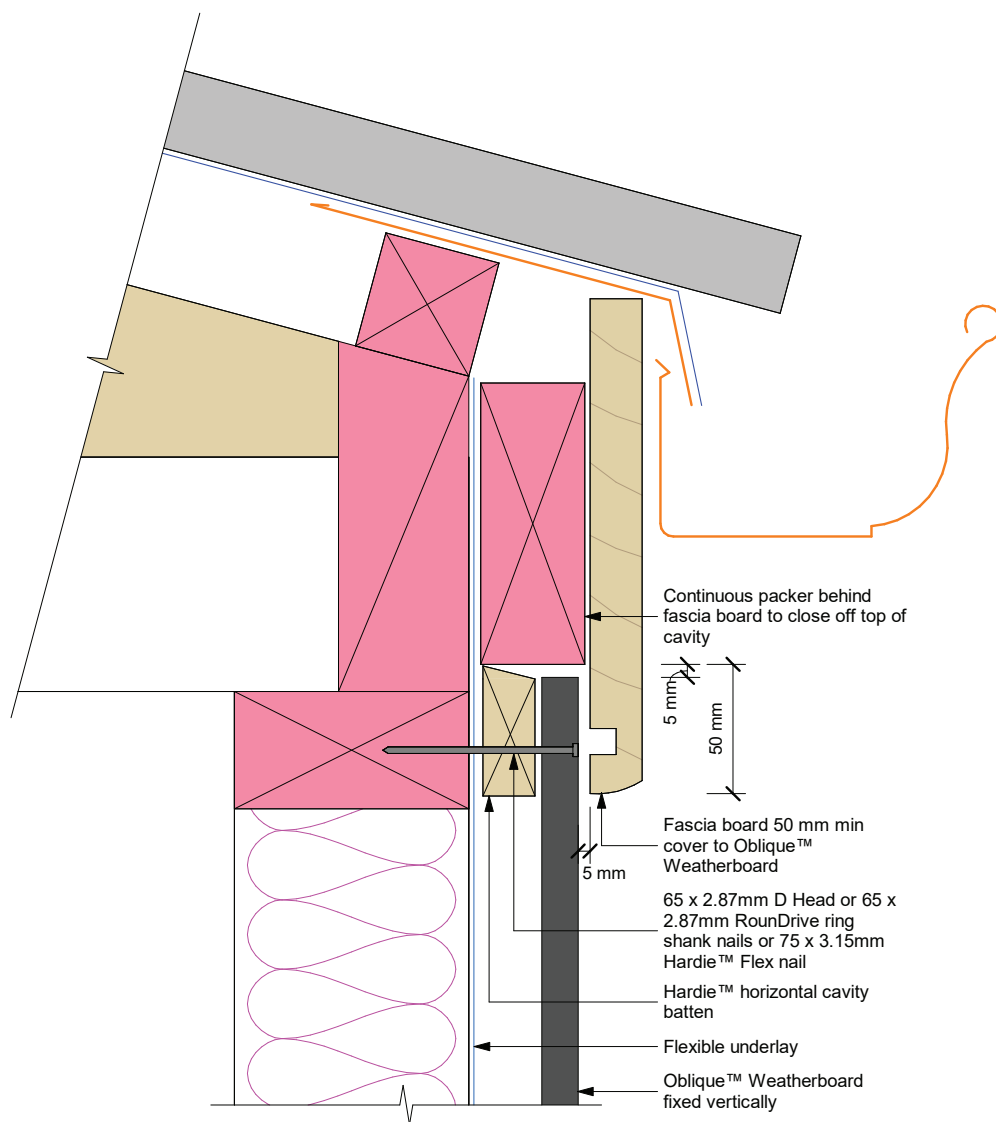 Continuous packer behind
fascia board to close off top of
cavity
5 mm
50 mm
Fascia board 50 mm min
cover to Oblique™
Weatherboard
5 mm
65 x 2.87mm D Head or 65 x
2.87mm RounDrive ring
shank nails or 75 x 3.15mm
Hardie™ Flex nail
Hardie™ horizontal cavity
batten
Flexible underlay
Oblique™ Weatherboard
fixed vertically